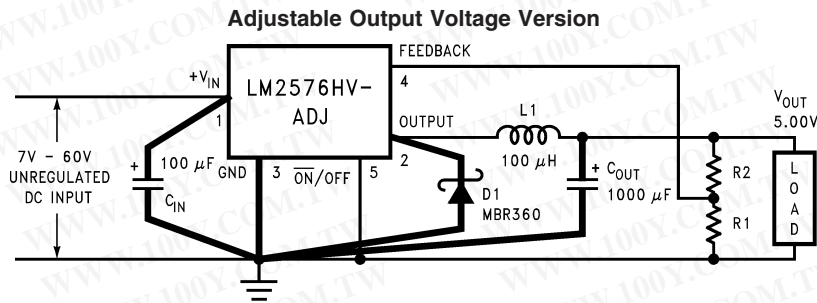 Adjustable Output Voltage Version
FEEDBACK
+VIN
LM2576HV-
ADJ
4
1
OUTPUT
2
L1
100 µH
VOUT
5.00V
7V - 60V
UNREGULATED
DC INPUT
+
100 µF
CIN
GND
3
ON/OFF
5
D1
MBR360
+
COUT
1000 µF
R2
R1
LOAD
WWW.100Y.COM.TW